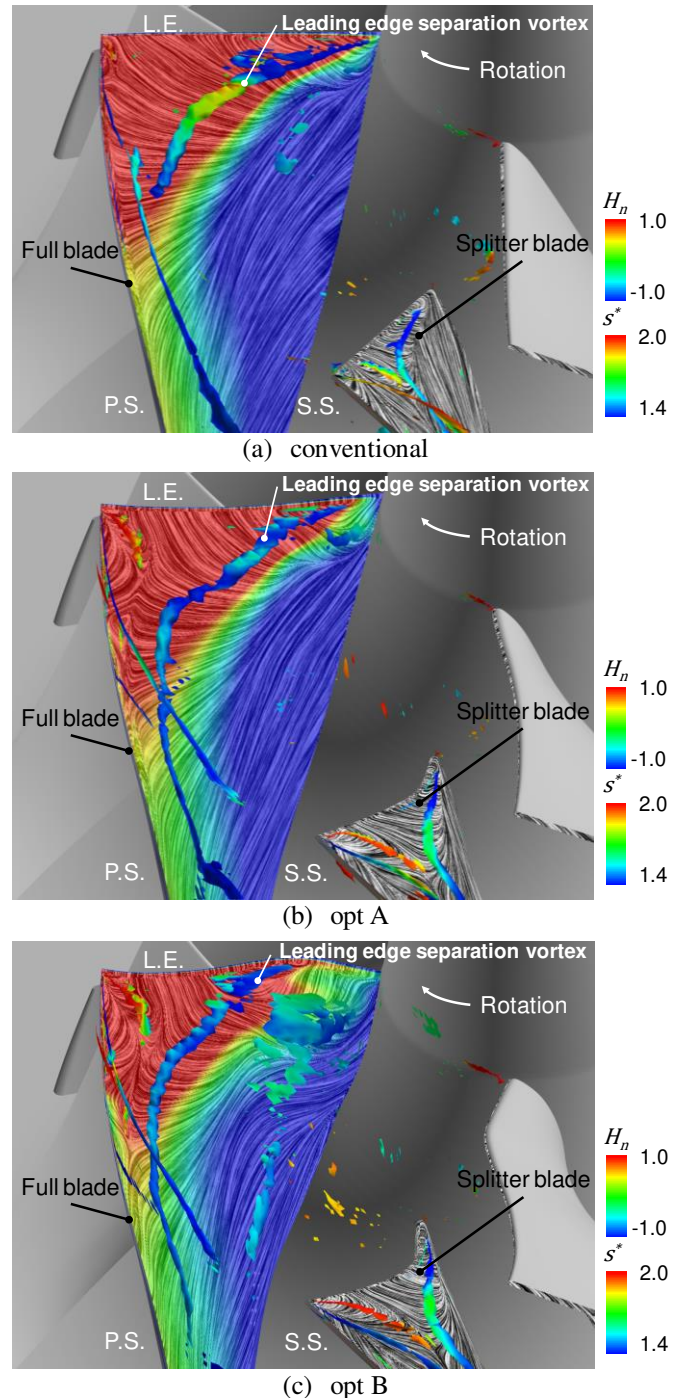 L.E.
Leading edge separation vortex
Rotation
Full blade
Splitter blade
P.S.
S.S.
H_n
1.0
-1.0
s*
2.0
1.4
(a) conventional
L.E.
Leading edge separation vortex
Rotation
Full blade
Splitter blade
P.S.
S.S.
H_n
1.0
-1.0
s*
2.0
1.4
(b) opt A
L.E.
Leading edge separation vortex
Rotation
Full blade
Splitter blade
P.S.
S.S.
H_n
1.0
-1.0
s*
2.0
1.4
(c) opt B